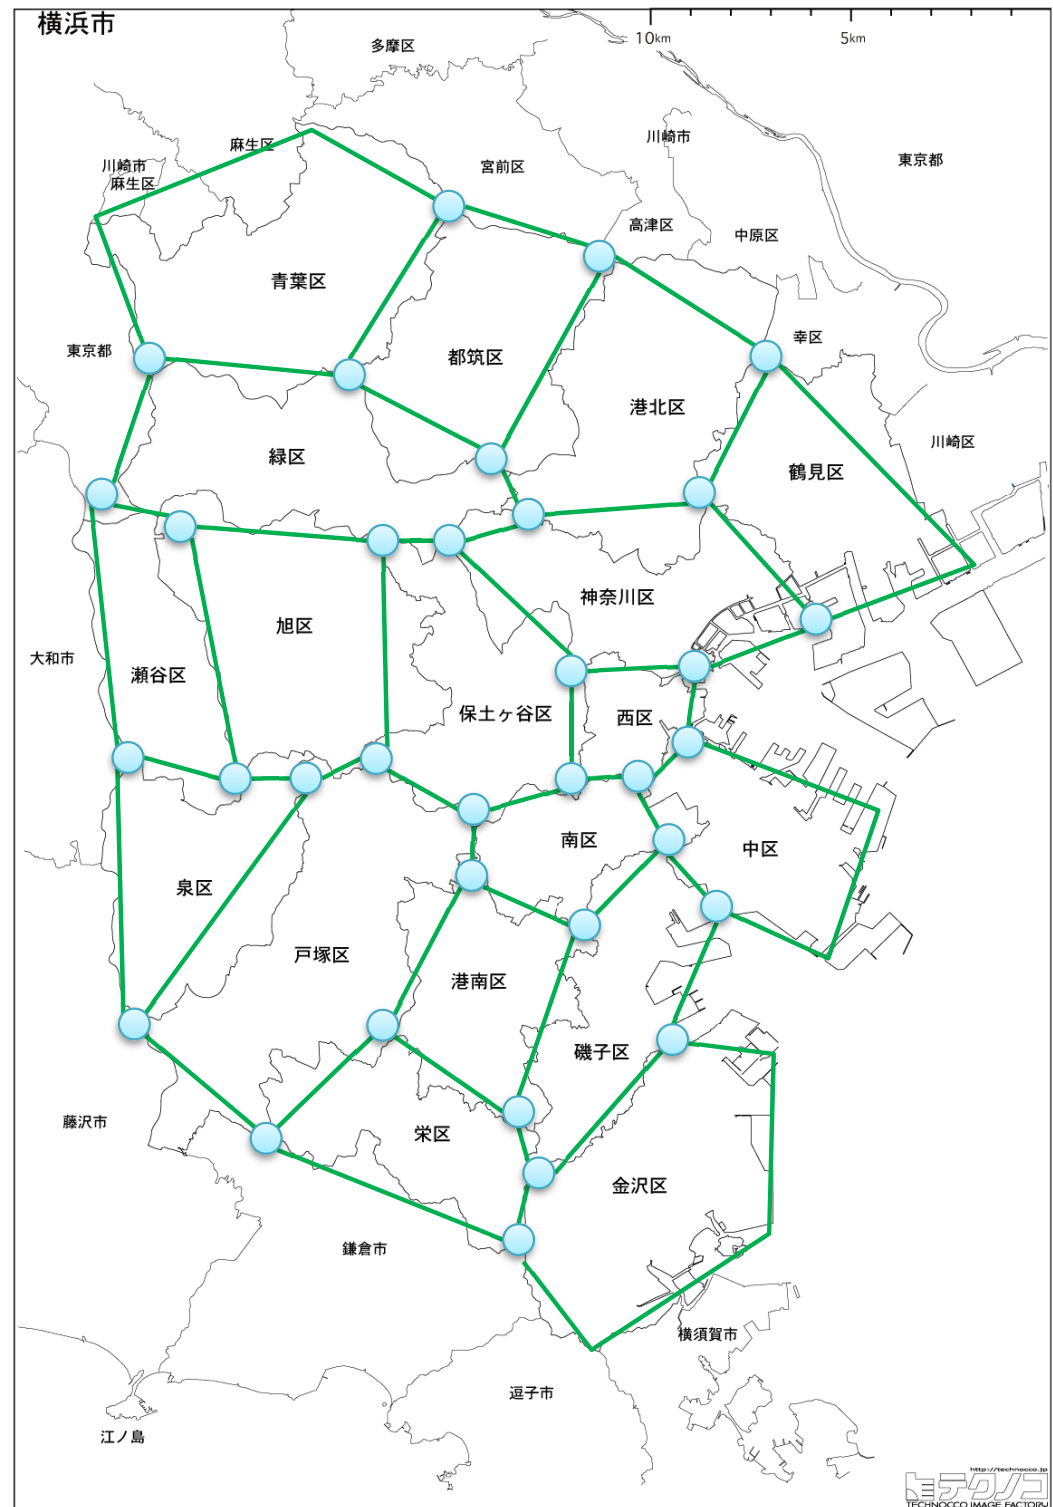 横浜市
10km
5km
多摩区
川崎市
麻生区
東京都
川崎市
麻生区
宮前区
高津区
中原区
青葉区
幸区
東京都
都筑区
港北区
川崎区
緑区
鶴見区
神奈川区
旭区
大和市
瀬谷区
保土ヶ谷区
西区
南区
中区
泉区
戸塚区
港南区
磯子区
藤沢市
栄区
金沢区
鎌倉市
横須賀市
逗子市
江ノ島
http://technocco.jp
テクノコ
TECHNOCCO IMAGE FACTORY